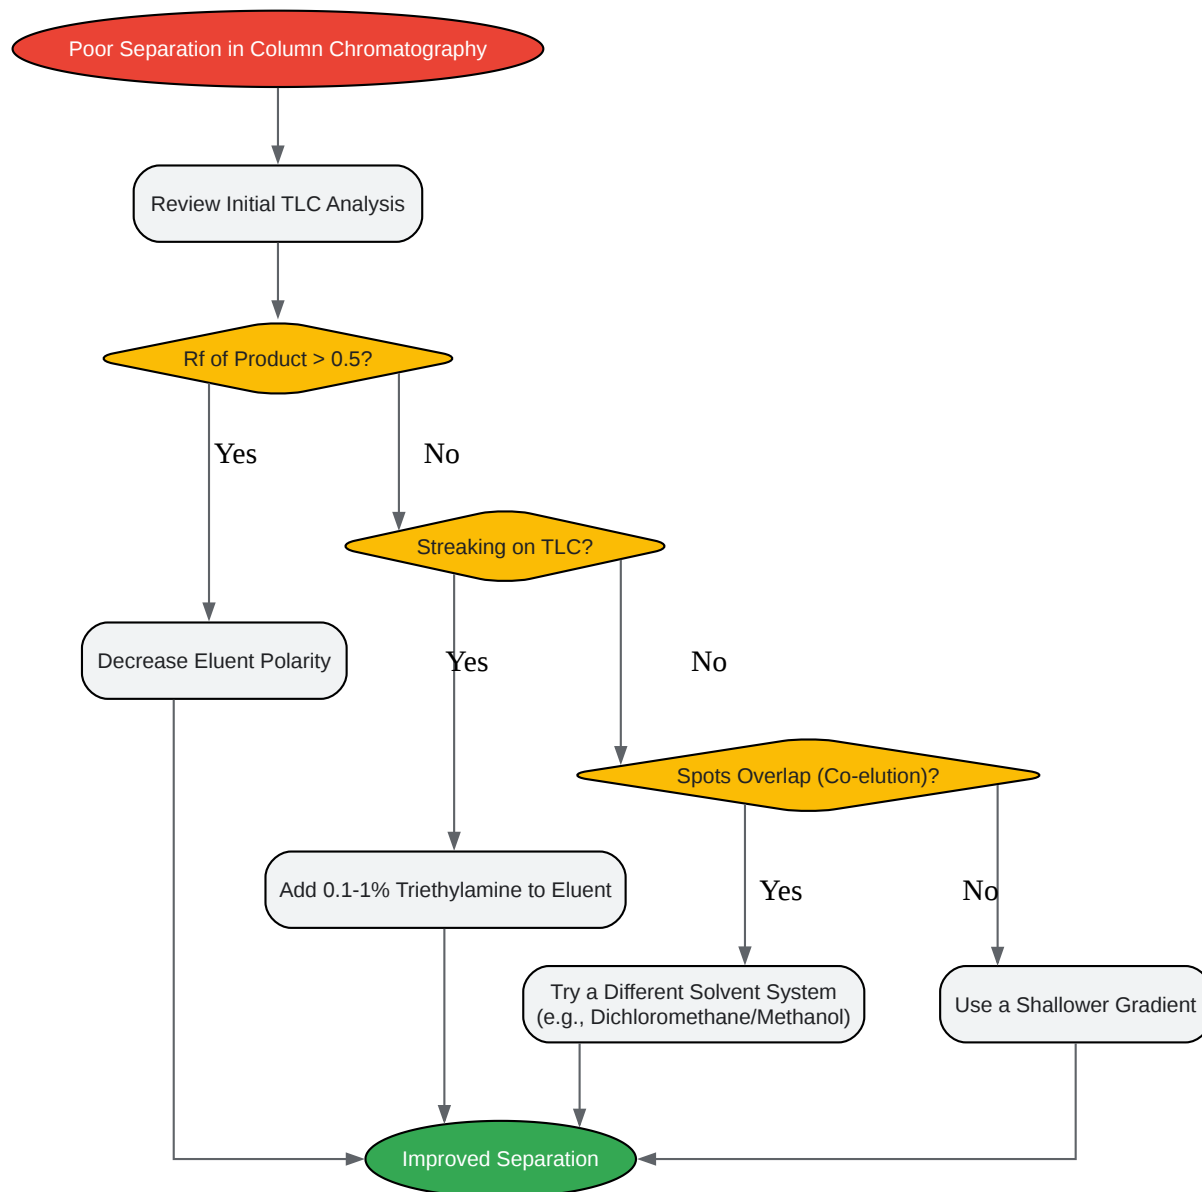 Poor Separation in Column Chromatography
Review Initial TLC Analysis
Rf of Product > 0.5?
Yes
No
Streaking on TLC?
Decrease Eluent Polarity
Yes
No
Spots Overlap (Co-elution)?
Add 0.1-1% Triethylamine to Eluent
Yes
No
Try a Different Solvent System
(e.g., Dichloromethane/Methanol)
Use a Shallower Gradient
Improved Separation